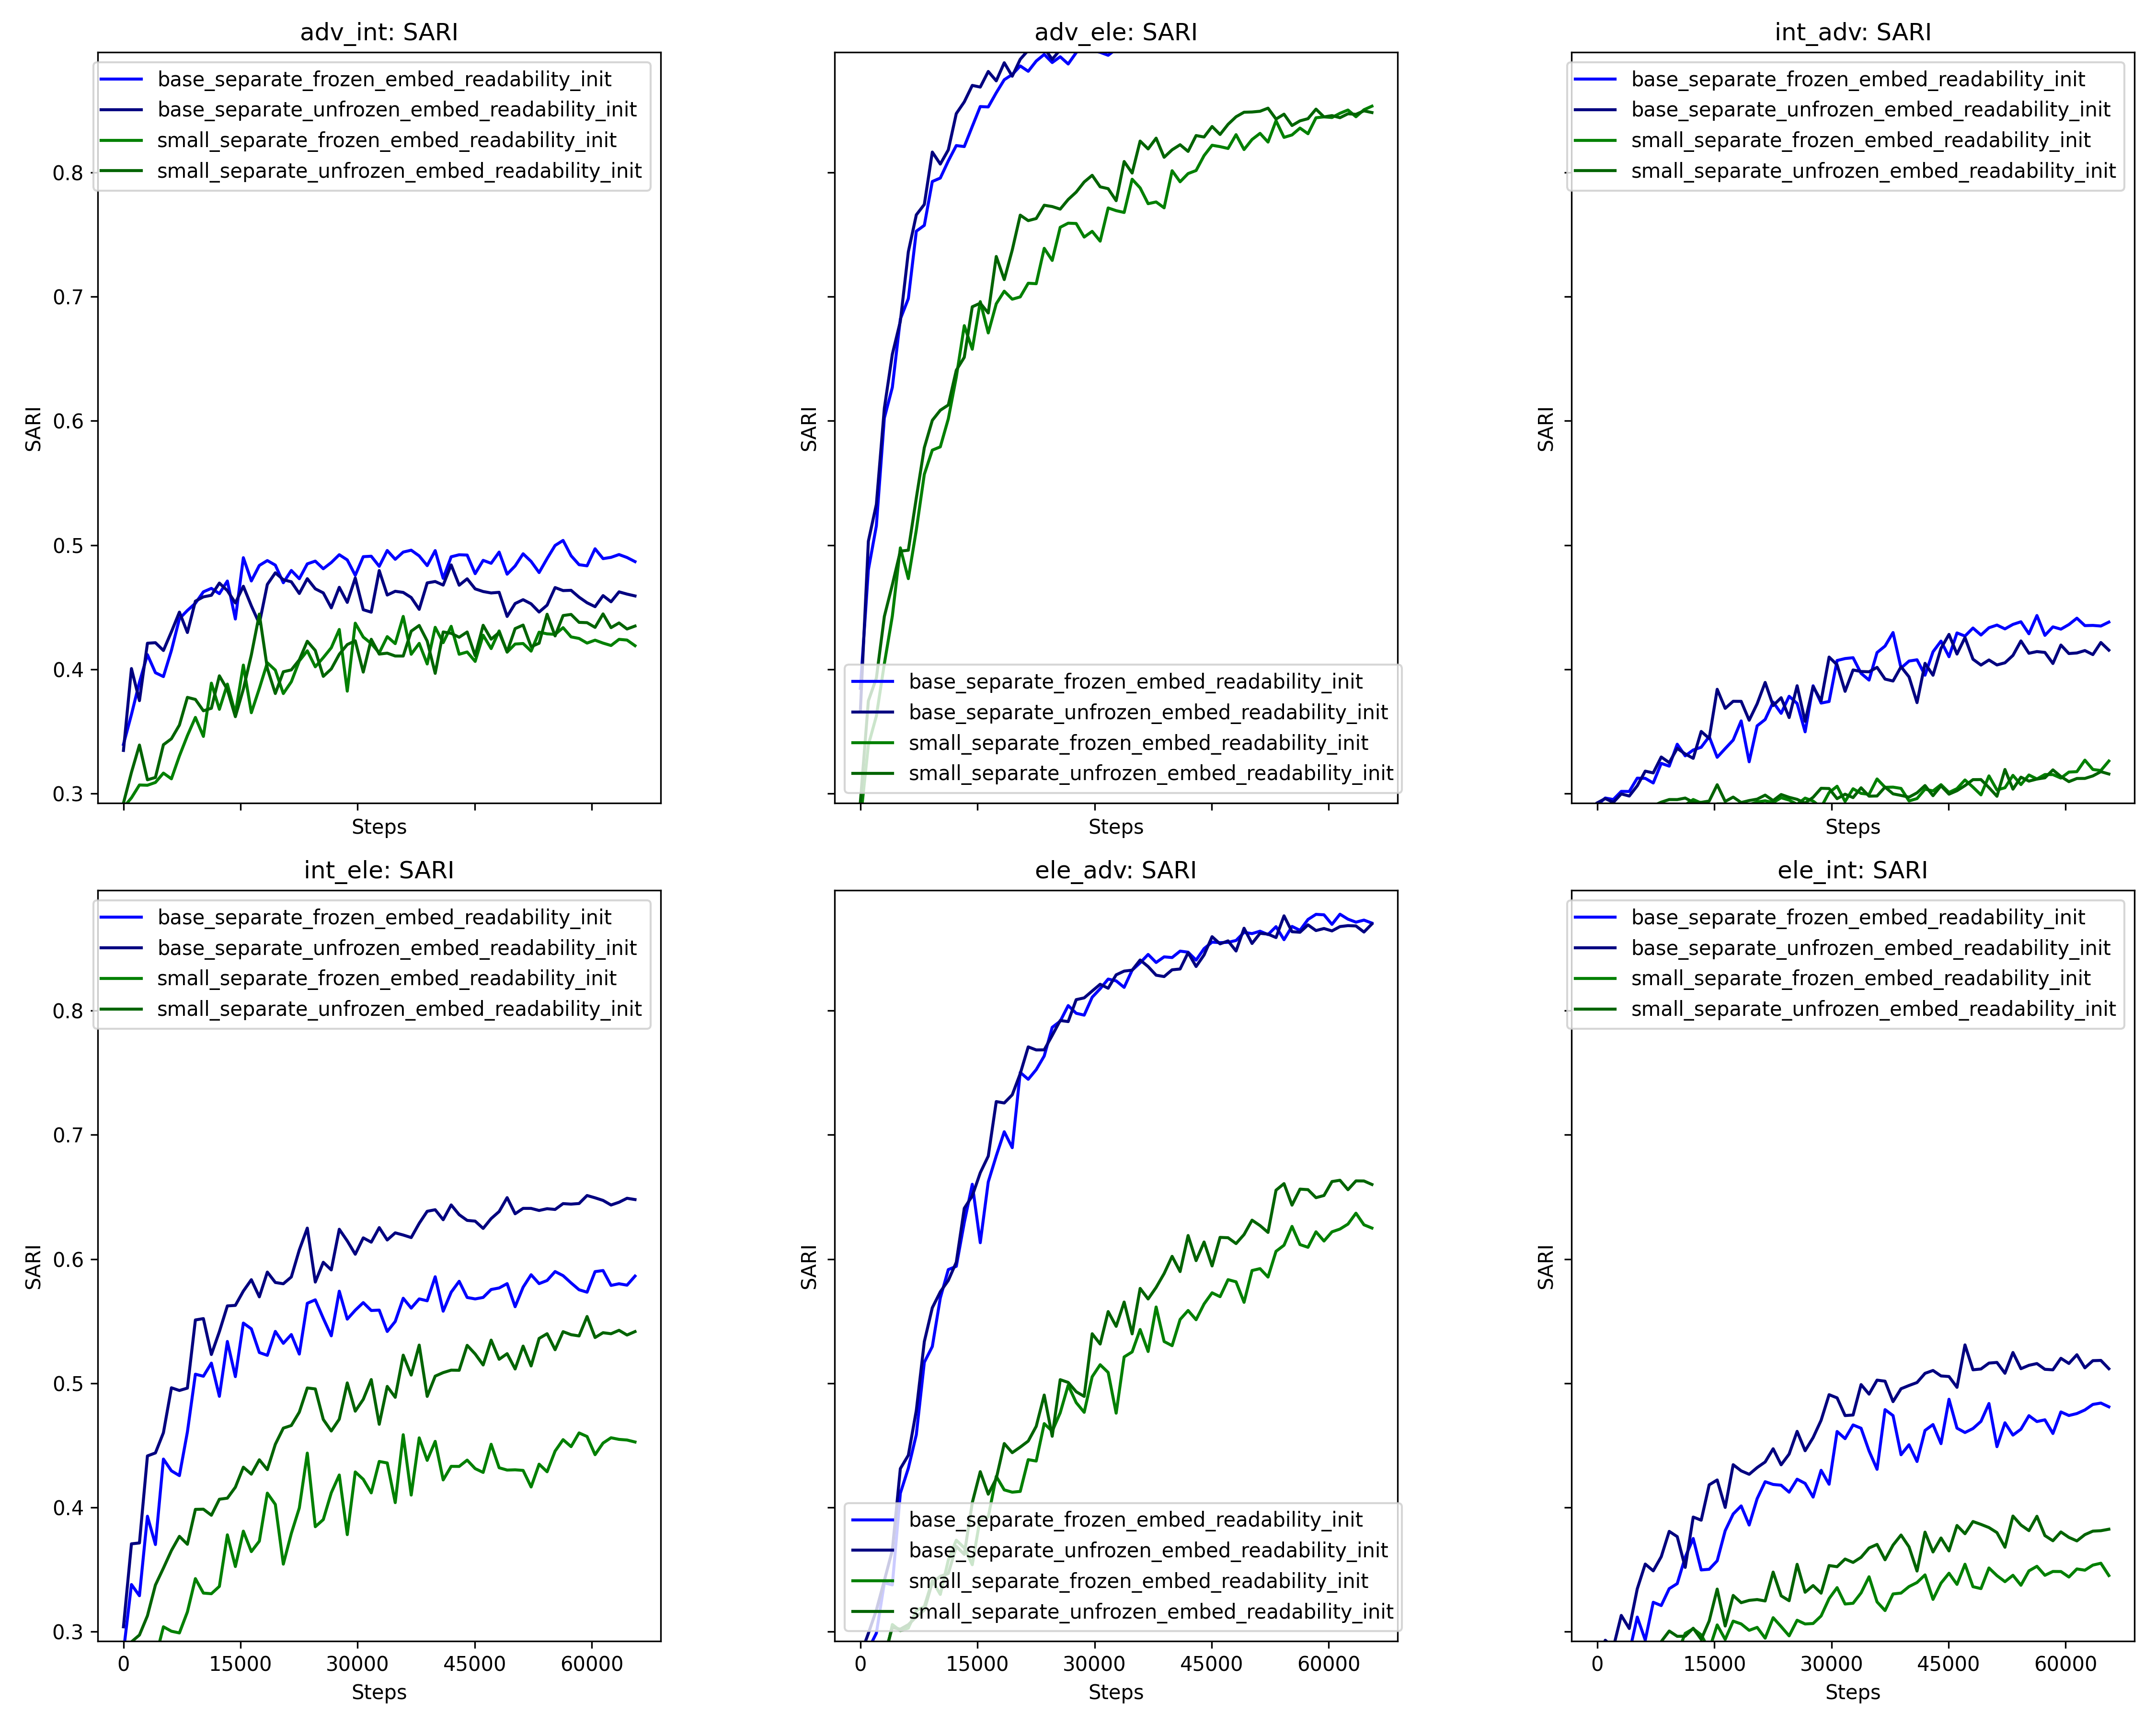 adv_int: SARI
base_separate_frozen_embed_readability_init
base_separate_unfrozen_embed_readability_init
small_separate_frozen_embed_readability_init
small_separate_unfrozen_embed_readability_init
0.8
0.7
0.6
0.5
0.4
0.3
SARI
Steps
adv_ele: SARI
SARI
base_separate_frozen_embed_readability_init
base_separate_unfrozen_embed_readability_init
small_separate_frozen_embed_readability_init
small_separate_unfrozen_embed_readability_init
Steps
int_adv: SARI
base_separate_frozen_embed_readability_init
base_separate_unfrozen_embed_readability_init
small_separate_frozen_embed_readability_init
small_separate_unfrozen_embed_readability_init
SARI
Steps
int_ele: SARI
base_separate_frozen_embed_readability_init
base_separate_unfrozen_embed_readability_init
small_separate_frozen_embed_readability_init
small_separate_unfrozen_embed_readability_init
0.8
0.7
0.6
0.5
0.4
0.3
SARI
0 15000 30000 45000 60000
Steps
ele_adv: SARI
SARI
base_separate_frozen_embed_readability_init
base_separate_unfrozen_embed_readability_init
small_separate_frozen_embed_readability_init
small_separate_unfrozen_embed_readability_init
0 15000 30000 45000 60000
Steps
ele_int: SARI
base_separate_frozen_embed_readability_init
base_separate_unfrozen_embed_readability_init
small_separate_frozen_embed_readability_init
small_separate_unfrozen_embed_readability_init
SARI
0 15000 30000 45000 60000
Steps